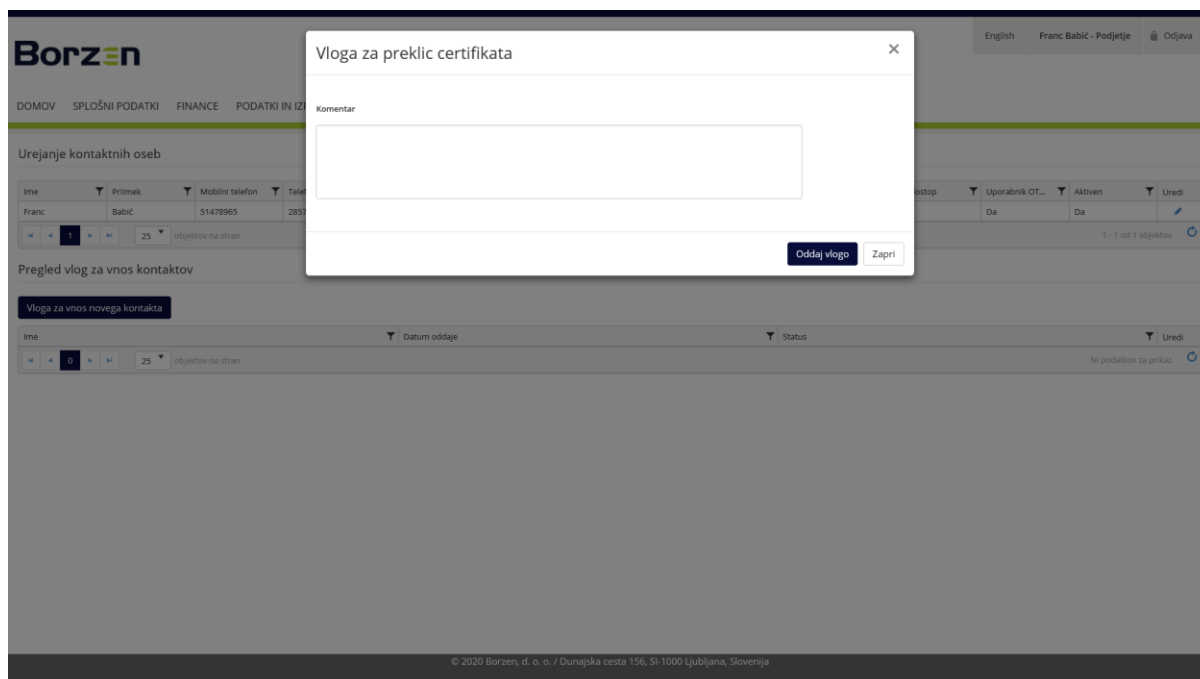 Borzen
English Franc Babić - Podjetje Odjava
DOMOV SPLOŠNI PODATKI FINANCE PODATKI IN
Vloga za preklic certifikata ×
Komentar
Oddaj vlogo Zapri
Urejanje kontaktnih oseb
Ime Priimek Mobilni telefon Uporabnik OT... Aktiven Uredi
Franc Babić 51478965 Da Da
1 25 objektov na stran 1 - 1 od 1 objektov
Pregled vlog za vnos kontaktov
Vloga za vnos novega kontakta
Ime Datum oddaje Status Uredi
0 25 objektov na stran Ni podatkov za prikaz
© 2020 Borzen, d. o. o. / Dunajska cesta 156, SI-1000 Ljubljana, Slovenija